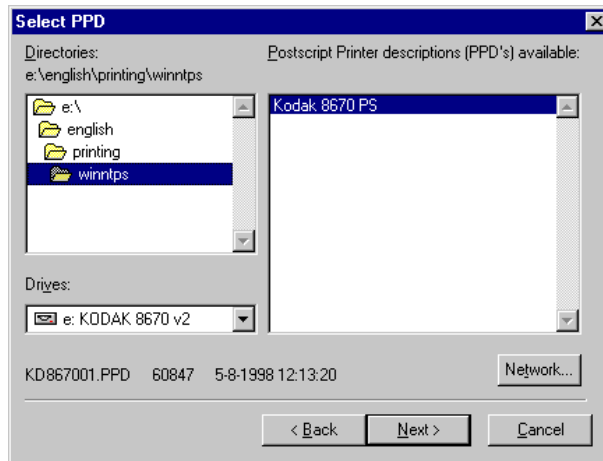 Select PPD
Directories:
e:\english\printing\winntps
e:\
english
printing
winntps
Drives:
e: KODAK 8670 v2
Postscript Printer descriptions (PPD's) available:
Kodak 8670 PS
KD867001.PPD 60847 5-8-1998 12:13:20
Network...
< Back Next > Cancel